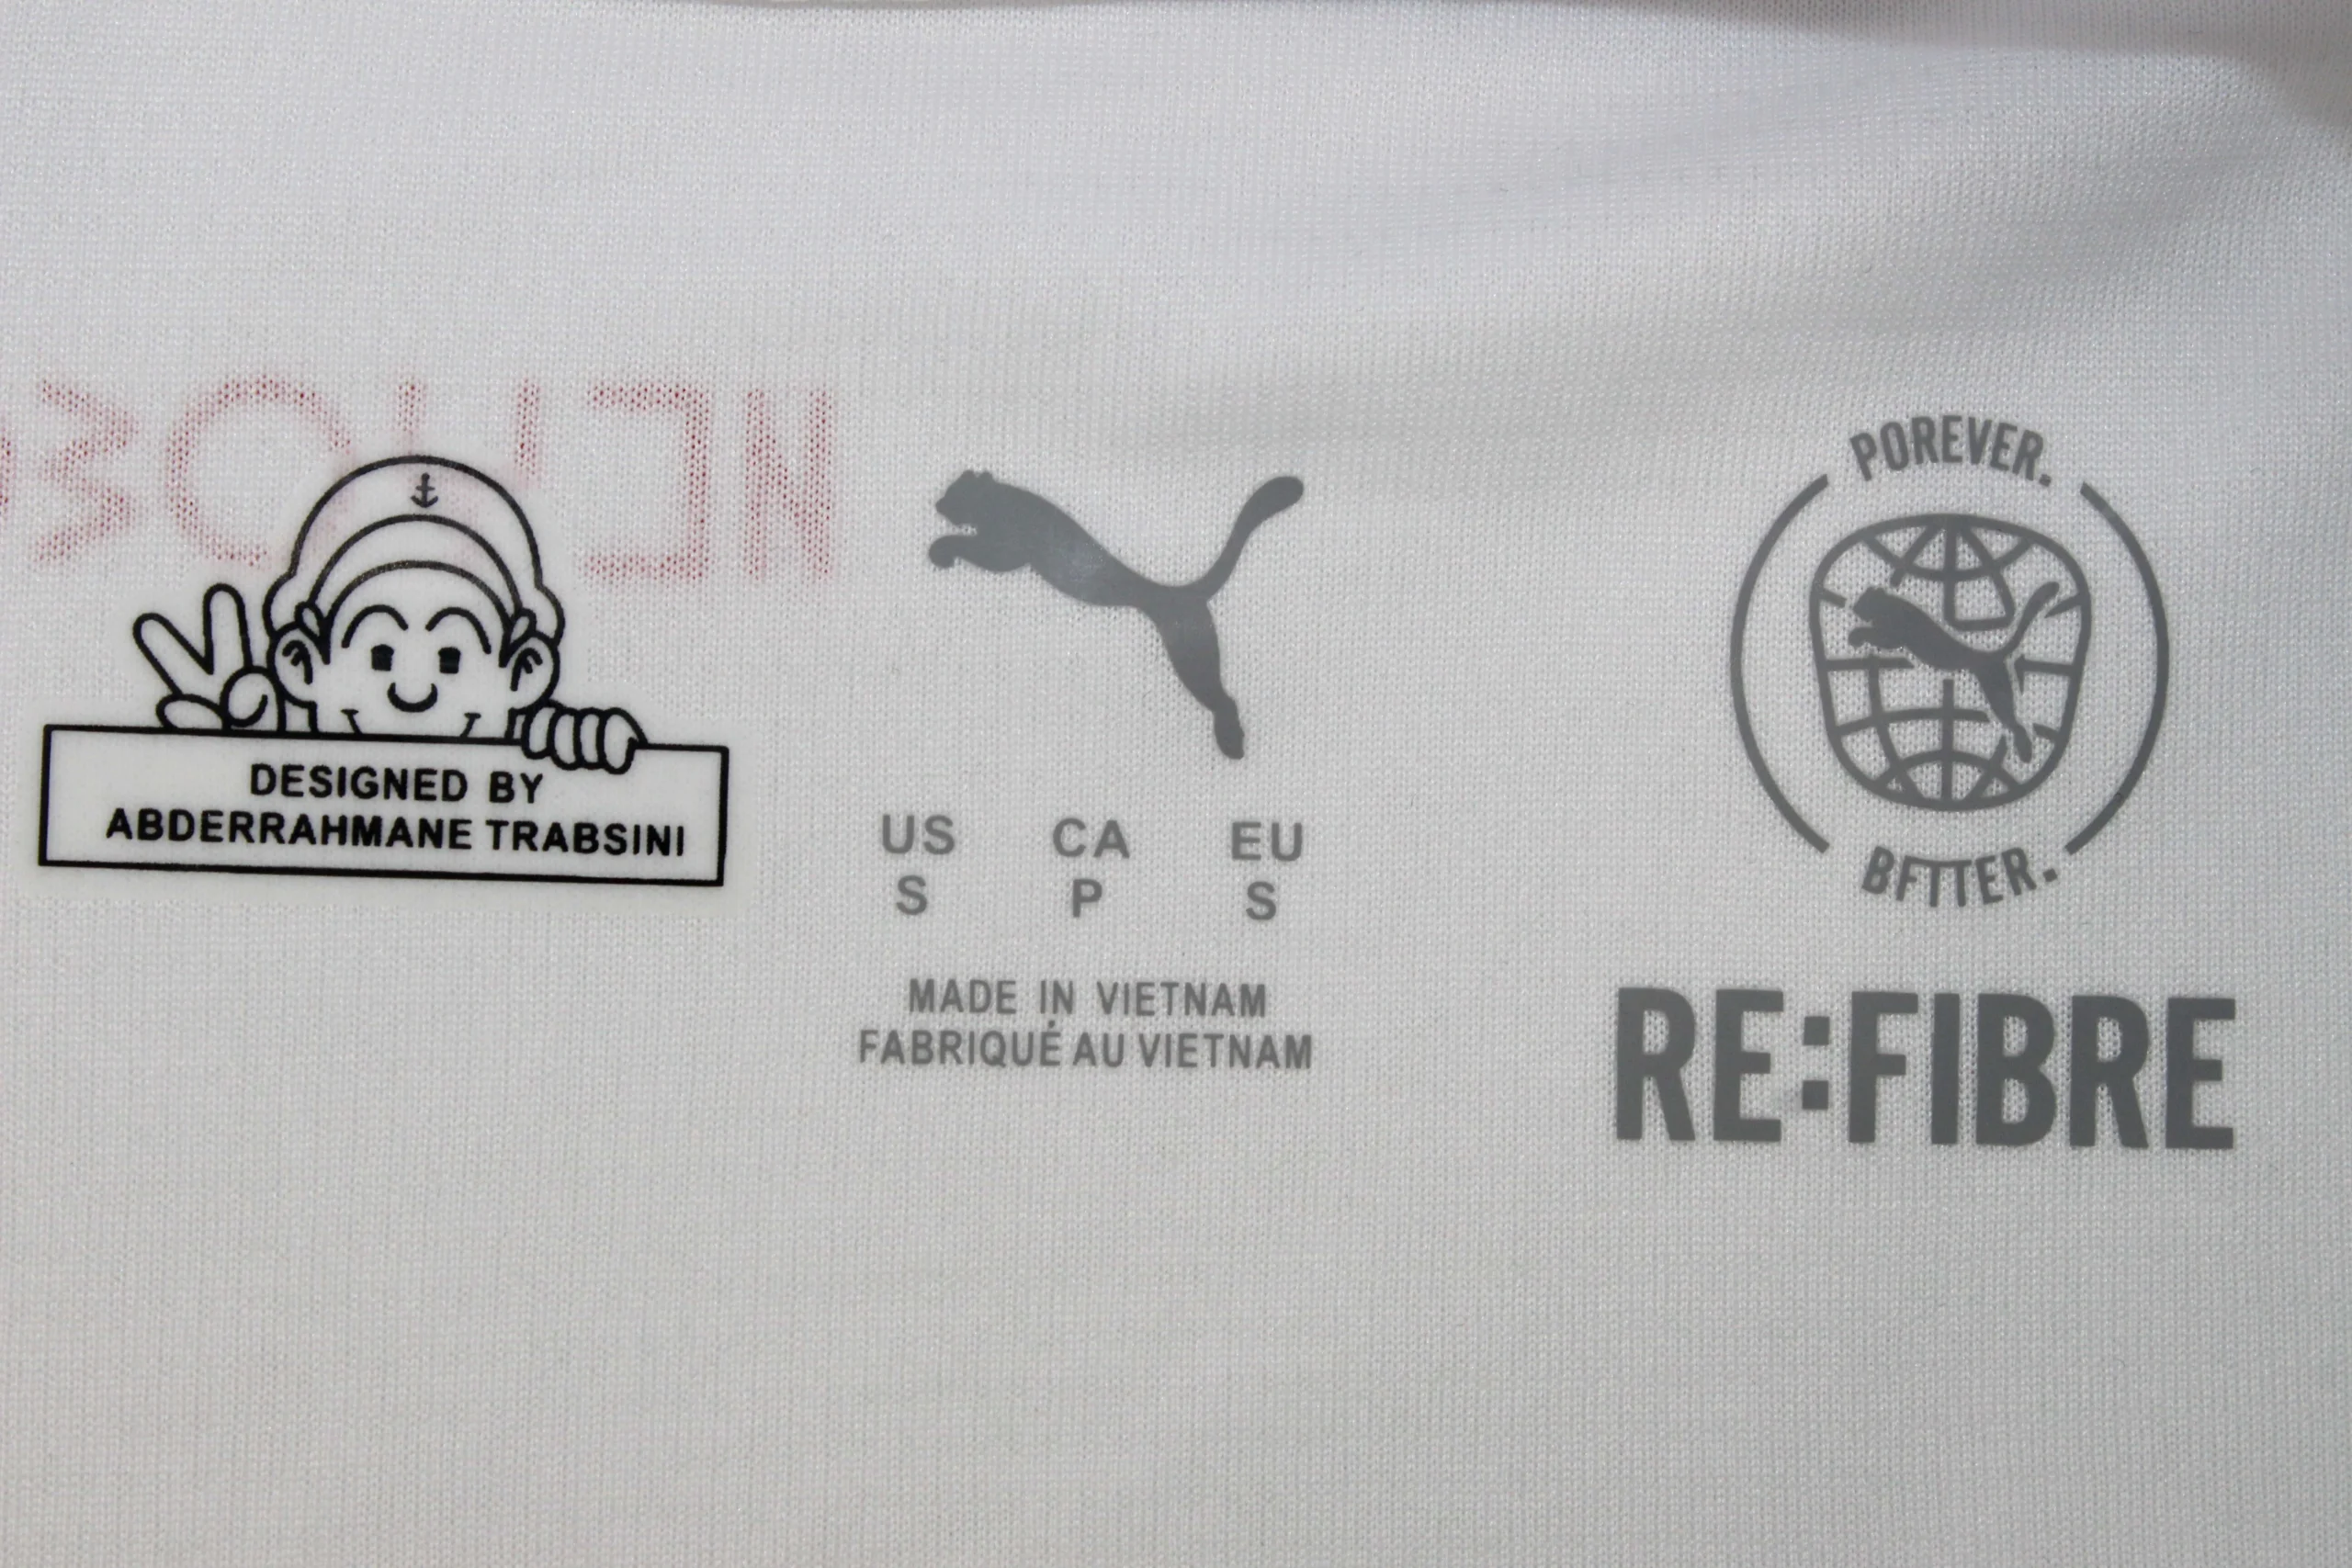 DESIGNED BY
ABDERRAHMANE TRABSINI
US CA EU
S P S
MADE IN VIETNAM
FABRIQUÉ AU VIETNAM
POREVER.
BFTTER.
RE:FIBRE